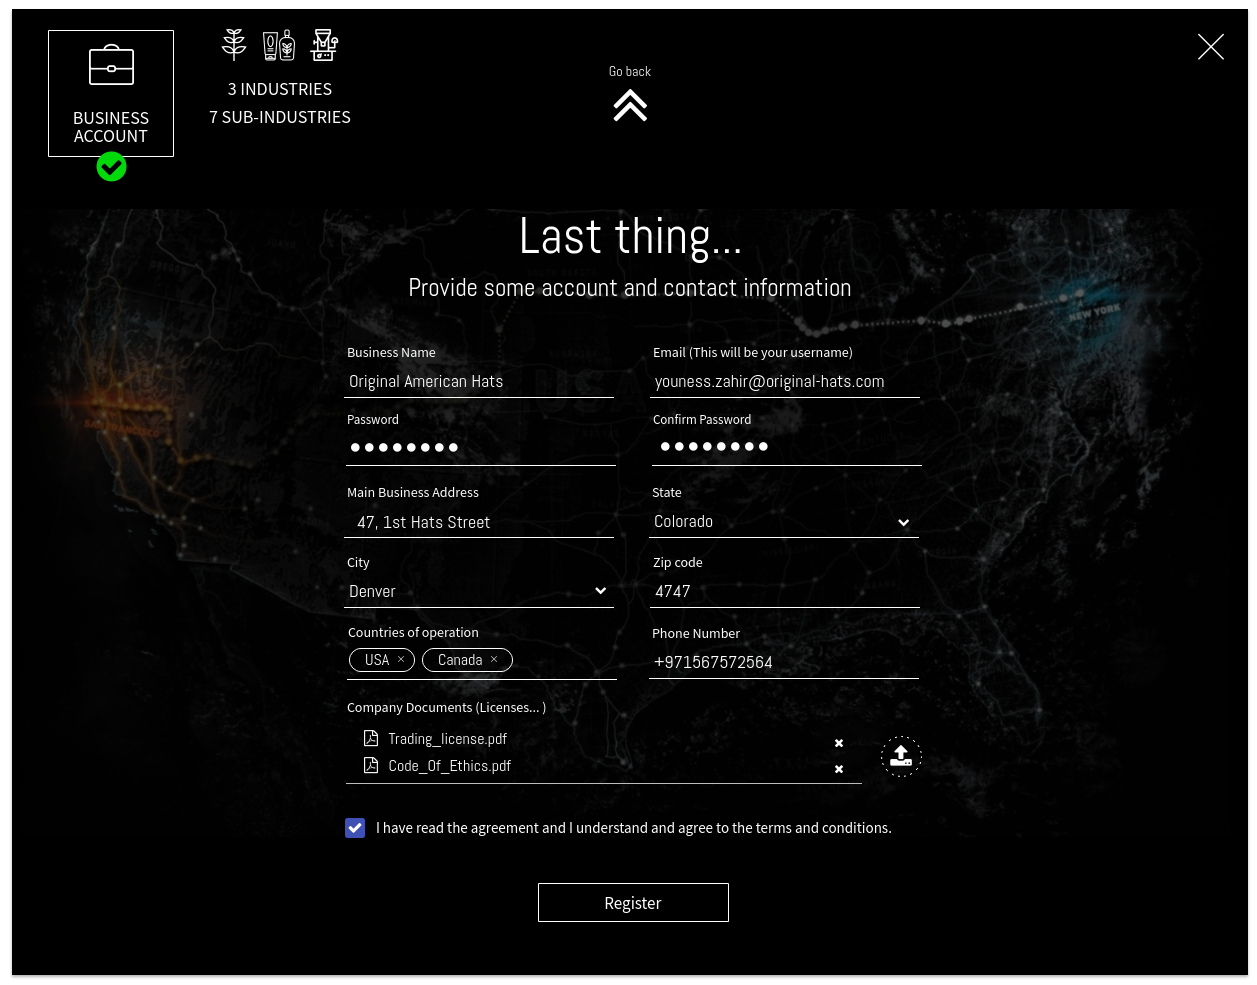 BUSINESS
ACCOUNT
3 INDUSTRIES
7 SUB-INDUSTRIES
Go back
Last thing...
Provide some account and contact information
NEW YORK
Business Name
Original American Hats
Email (This will be your username)
youness.zahir@original-hats.com
Password
Confirm Password
Main Business Address
47, 1st Hats Street
State
Colorado
City
Denver
Zip code
4747
Countries of operation
USA
Canada
Phone Number
+971567572564
Company Documents (Licenses... )
Trading_license.pdf
Code_Of_Ethics.pdf
I have read the agreement and I understand and agree to the terms and conditions.
Register
SAN FRANCISCO
US